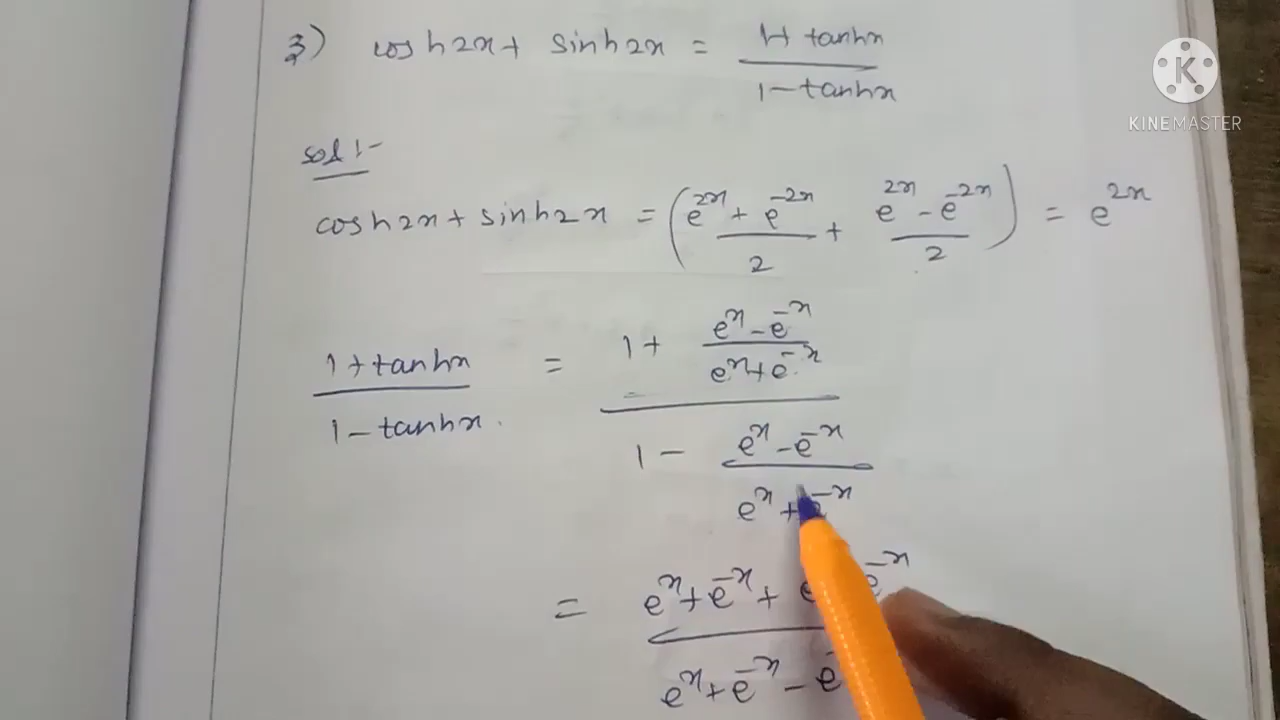 3) cosh2x + sinh2x = 1+tanhx / 1-tanhx
KINEMASTER
Sol :-
cosh2x + sinh2x = (e^2x + e^-2x / 2 + e^2x - e^-2x / 2) = e^2x
1+tanhx / 1-tanhx. = 1 + e^x - e^-x / e^x + e^-x / 1 - e^x - e^-x / e^x + e^-x
= e^x + e^-x + e^-x / e^x + e^-x - e